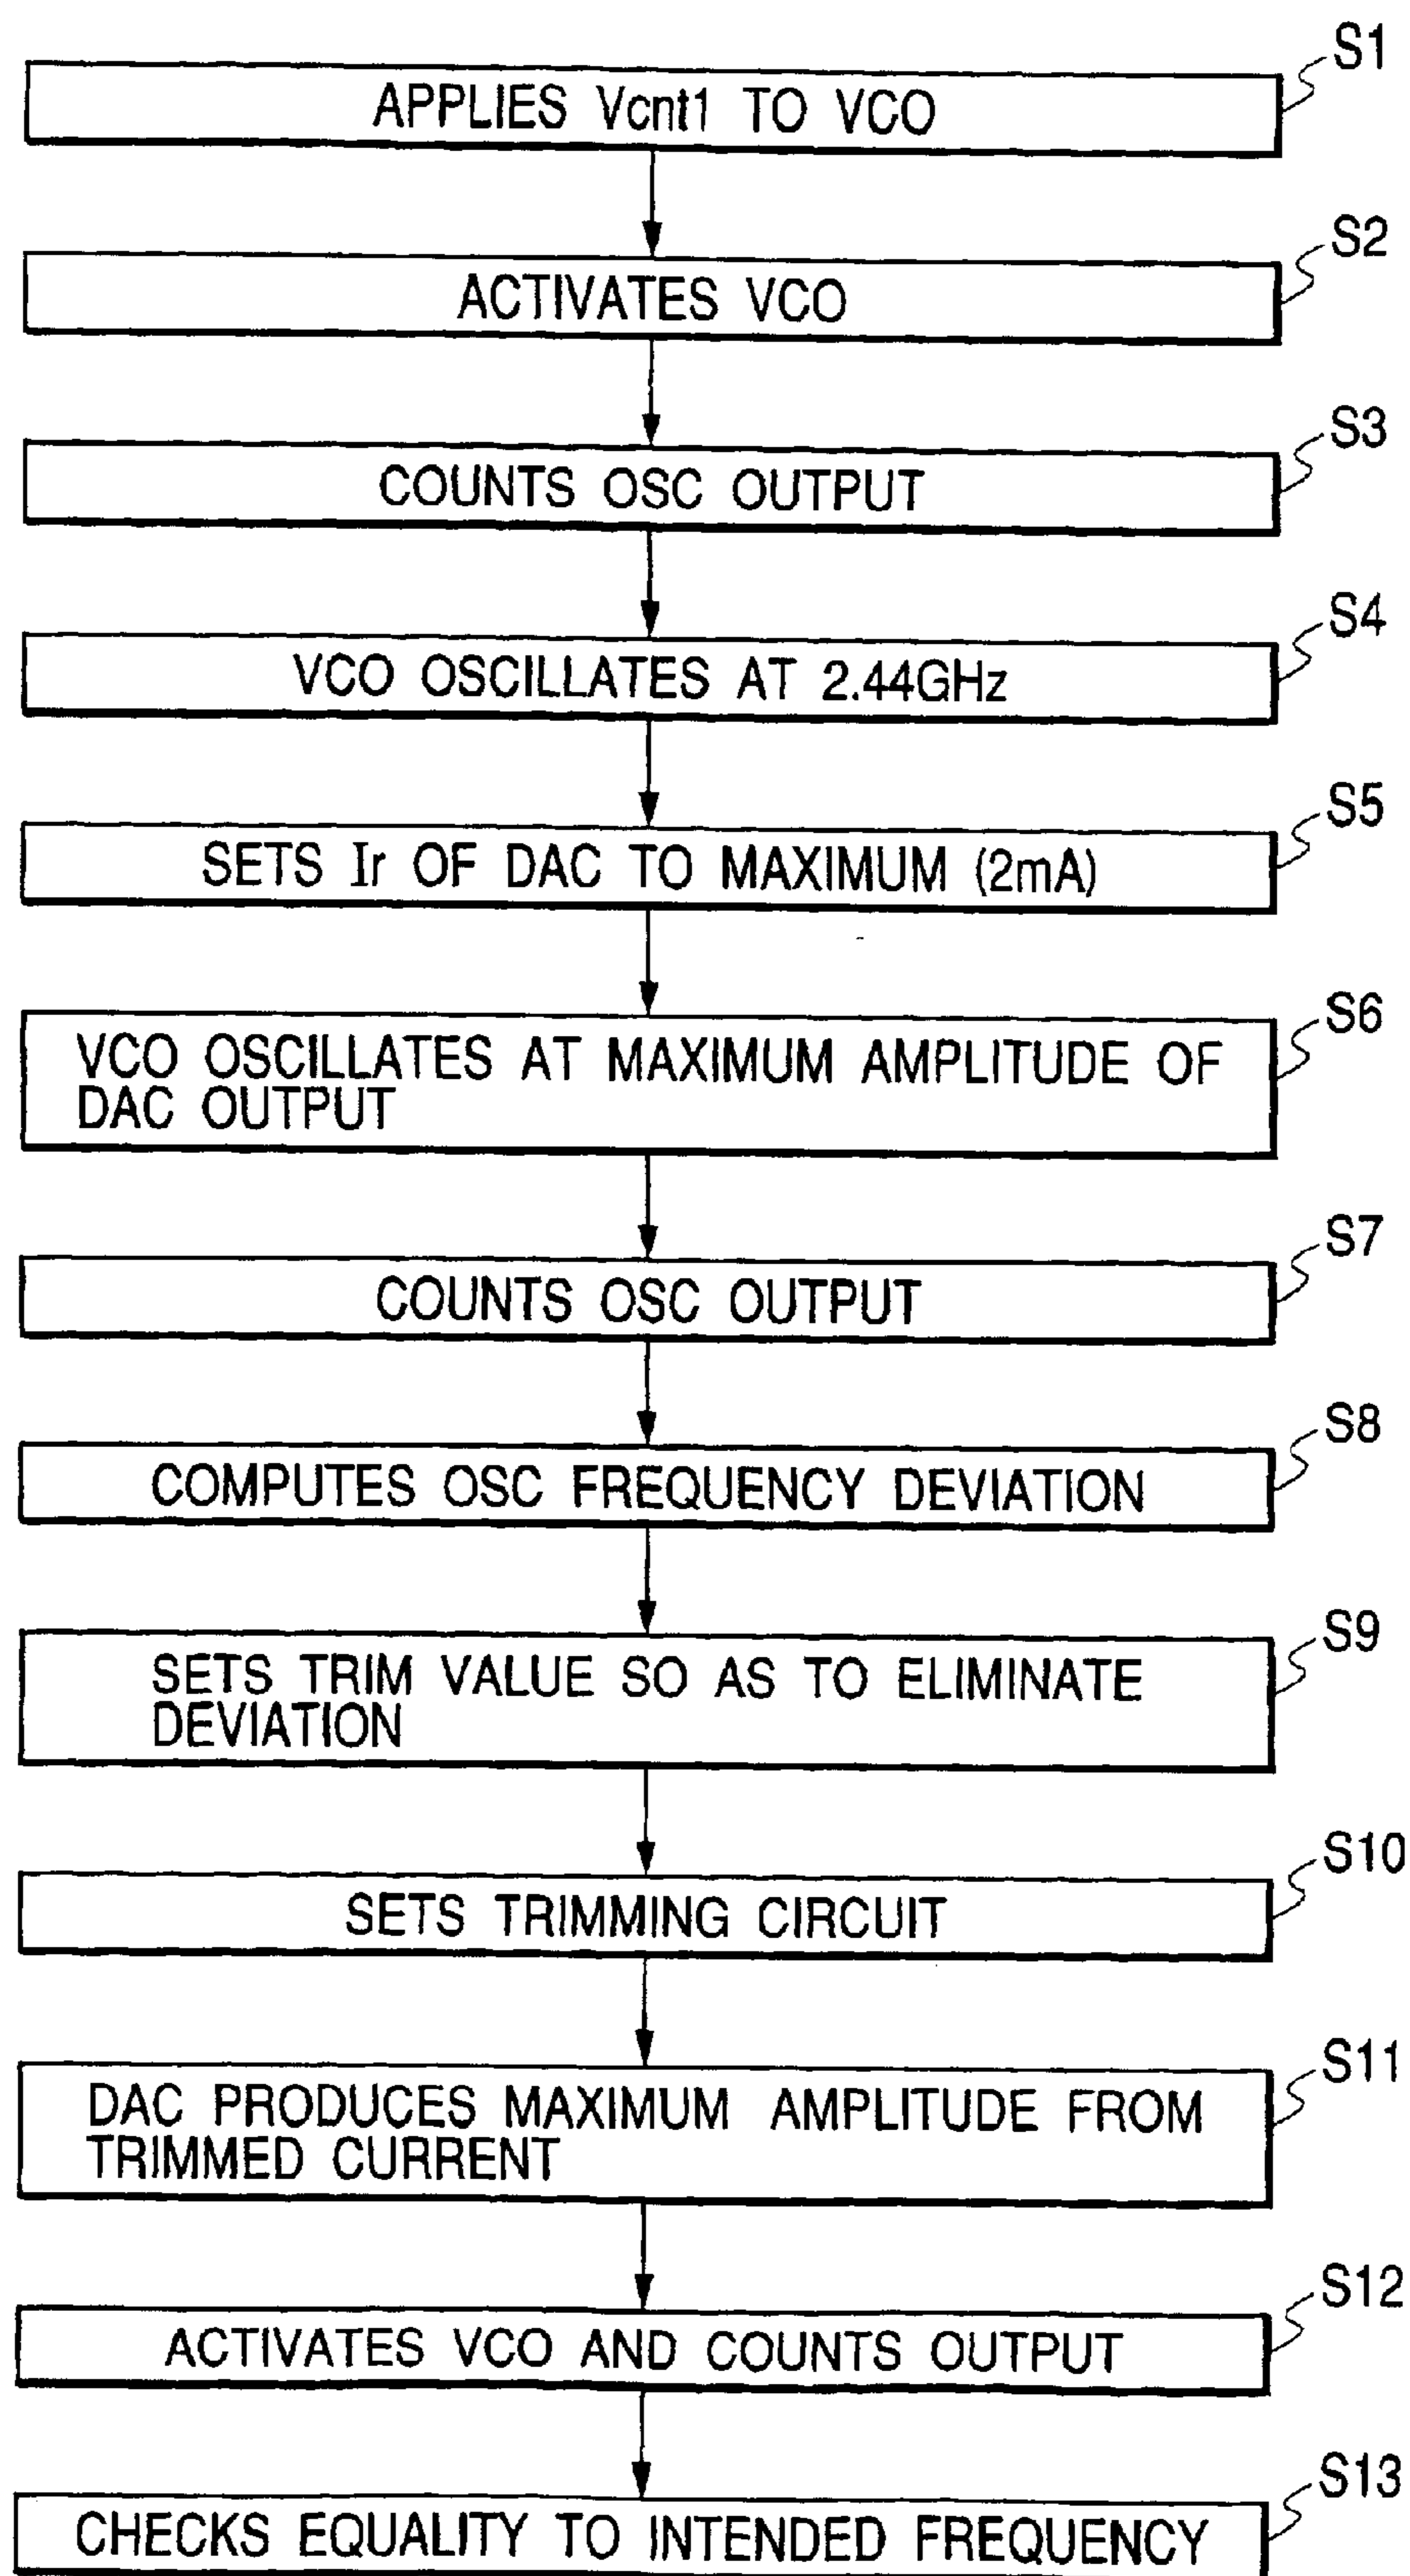 S1
APPLIES Vcnt1 TO VCO
S2
ACTIVATES VCO
S3
COUNTS OSC OUTPUT
S4
VCO OSCILLATES AT 2.44GHz
S5
SETS Ir OF DAC TO MAXIMUM (2mA)
S6
VCO OSCILLATES AT MAXIMUM AMPLITUDE OF
DAC OUTPUT
S7
COUNTS OSC OUTPUT
S8
COMPUTES OSC FREQUENCY DEVIATION
S9
SETS TRIM VALUE SO AS TO ELIMINATE
DEVIATION
S10
SETS TRIMMING CIRCUIT
S11
DAC PRODUCES MAXIMUM AMPLITUDE FROM
TRIMMED CURRENT
S12
ACTIVATES VCO AND COUNTS OUTPUT
S13
CHECKS EQUALITY TO INTENDED FREQUENCY